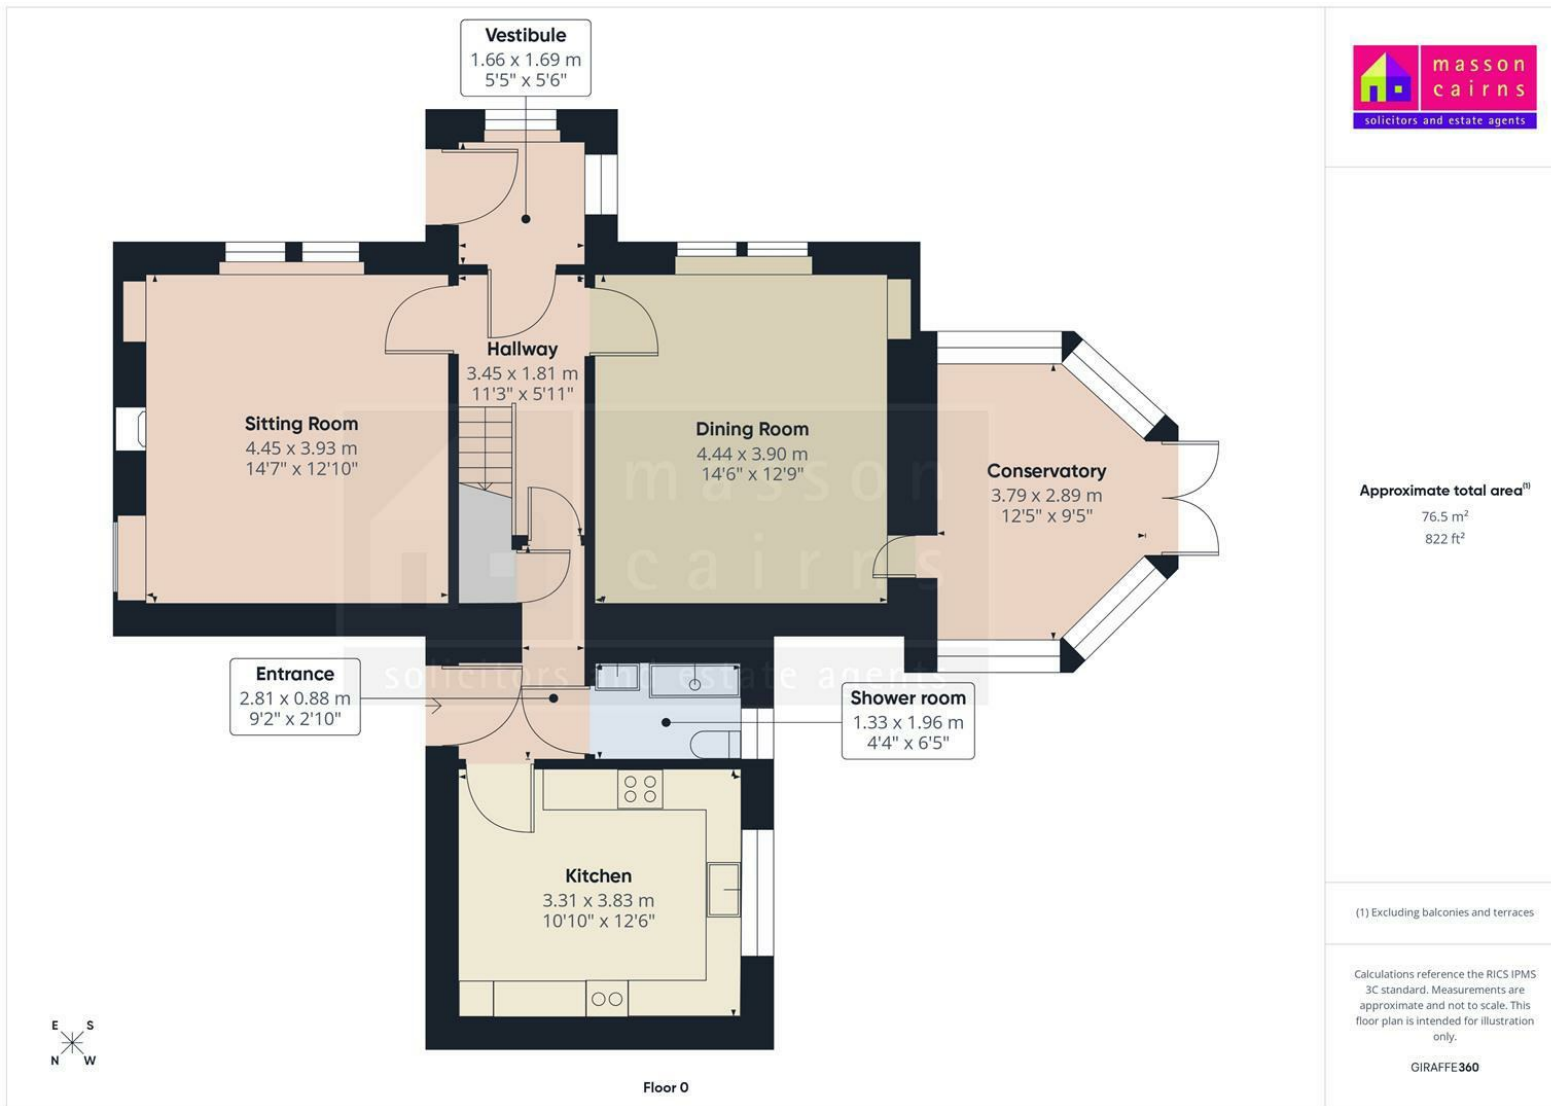 Vestibule
1.66 x 1.69 m
5'5" x 5'6"
masson
cairns
solicitors and estate agents
Hallway
3.45 x 1.81 m
11'3" x 5'11"
Sitting Room
4.45 x 3.93 m
14'7" x 12'10"
Dining Room
4.44 x 3.90 m
14'6" x 12'9"
Conservatory
3.79 x 2.89 m
12'5" x 9'5"
masson
cairns
solicitors and estate agents
Approximate total area(1)
76.5 m²
822 ft²
Entrance
2.81 x 0.88 m
9'2" x 2'10"
Shower room
1.33 x 1.96 m
4'4" x 6'5"
Kitchen
3.31 x 3.83 m
10'10" x 12'6"
(1) Excluding balconies and terraces
Calculations reference the RICS IPMS
3C standard. Measurements are
approximate and not to scale. This
floor plan is intended for illustration
only.
GIRAFFE360
E S
N W
Floor 0